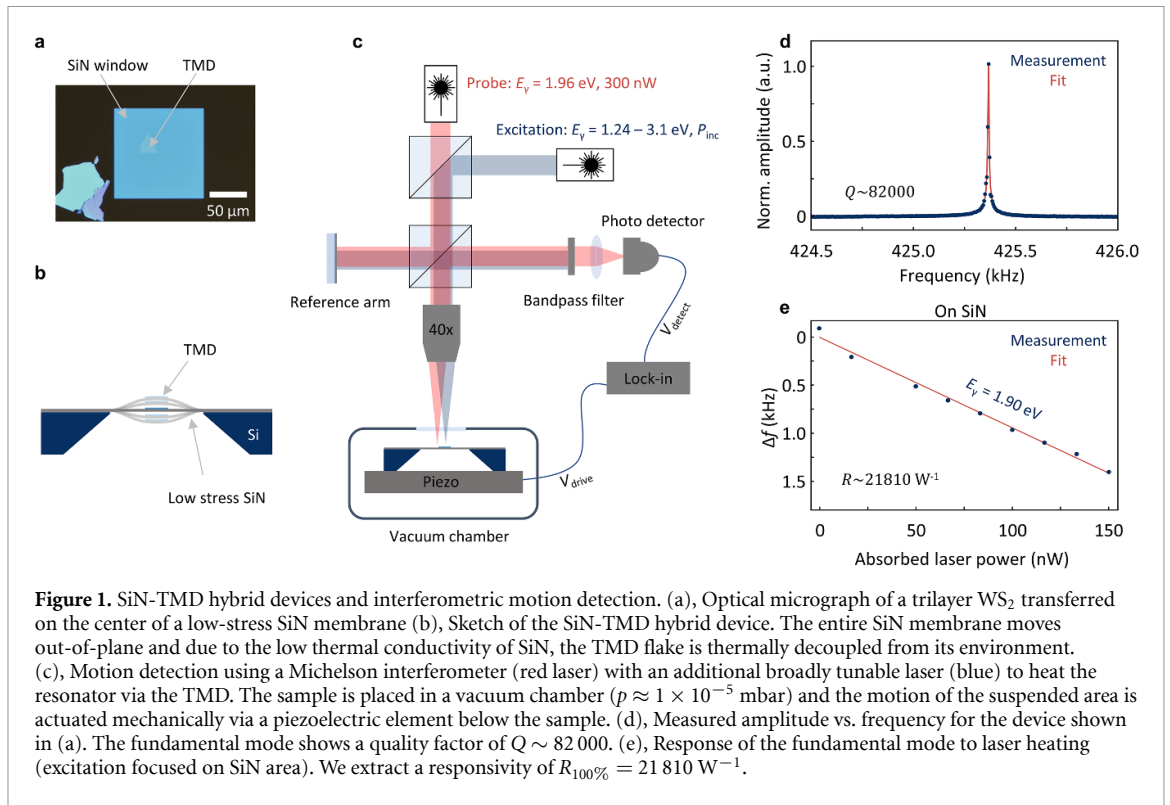 a
SiN window
TMD
50 µm
b
TMD
Si
Low stress SiN
c
Probe: Eγ = 1.96 eV, 300 nW
Excitation: Eγ = 1.24 – 3.1 eV, Pinc
Photo detector
Reference arm
Bandpass filter
40x
Vdetect
Lock-in
Piezo
Vdrive
Vacuum chamber
d
Measurement
Fit
Norm. amplitude (a.u.)
1.0
0.5
0
Q~82000
424.5 425.0 425.5 426.0
Frequency (kHz)
e
On SiN
Measurement
Fit
Eγ = 1.90 eV
Δf (kHz)
0
0.5
1.0
1.5
R~21810 W⁻¹
0 50 100 150
Absorbed laser power (nW)
Figure 1. SiN-TMD hybrid devices and interferometric motion detection. (a), Optical micrograph of a trilayer WS₂ transferred
on the center of a low-stress SiN membrane (b), Sketch of the SiN-TMD hybrid device. The entire SiN membrane moves
out-of-plane and due to the low thermal conductivity of SiN, the TMD flake is thermally decoupled from its environment.
(c), Motion detection using a Michelson interferometer (red laser) with an additional broadly tunable laser (blue) to heat the
resonator via the TMD. The sample is placed in a vacuum chamber (p ≈ 1 × 10⁻⁵ mbar) and the motion of the suspended area is
actuated mechanically via a piezoelectric element below the sample. (d), Measured amplitude vs. frequency for the device shown
in (a). The fundamental mode shows a quality factor of Q ∼ 82 000. (e), Response of the fundamental mode to laser heating
(excitation focused on SiN area). We extract a responsivity of R₁₀₀% = 21 810 W⁻¹.